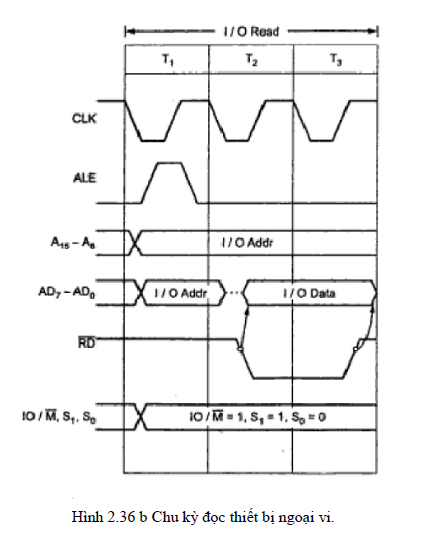 I / O Read
T₁ T₂ T₃
CLK
ALE
A₁₅ – A₈ I / O Addr
AD₇ – AD₀ I / O Addr I / O Data
R̅D̅
IO / M̅, S₁, S₀ IO / M̅ = 1, S₁ = 1, S₀ = 0
Hình 2.36 b Chu kỳ đọc thiết bị ngoại vi.